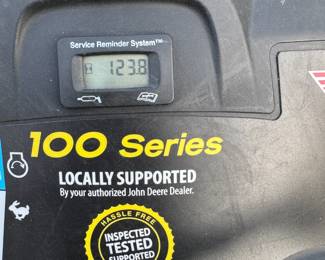 Service Reminder System™
123.8
100 Series
LOCALLY SUPPORTED
By your authorized John Deere Dealer.
HASSLE FREE
INSPECTED
TESTED
SUPPORTED